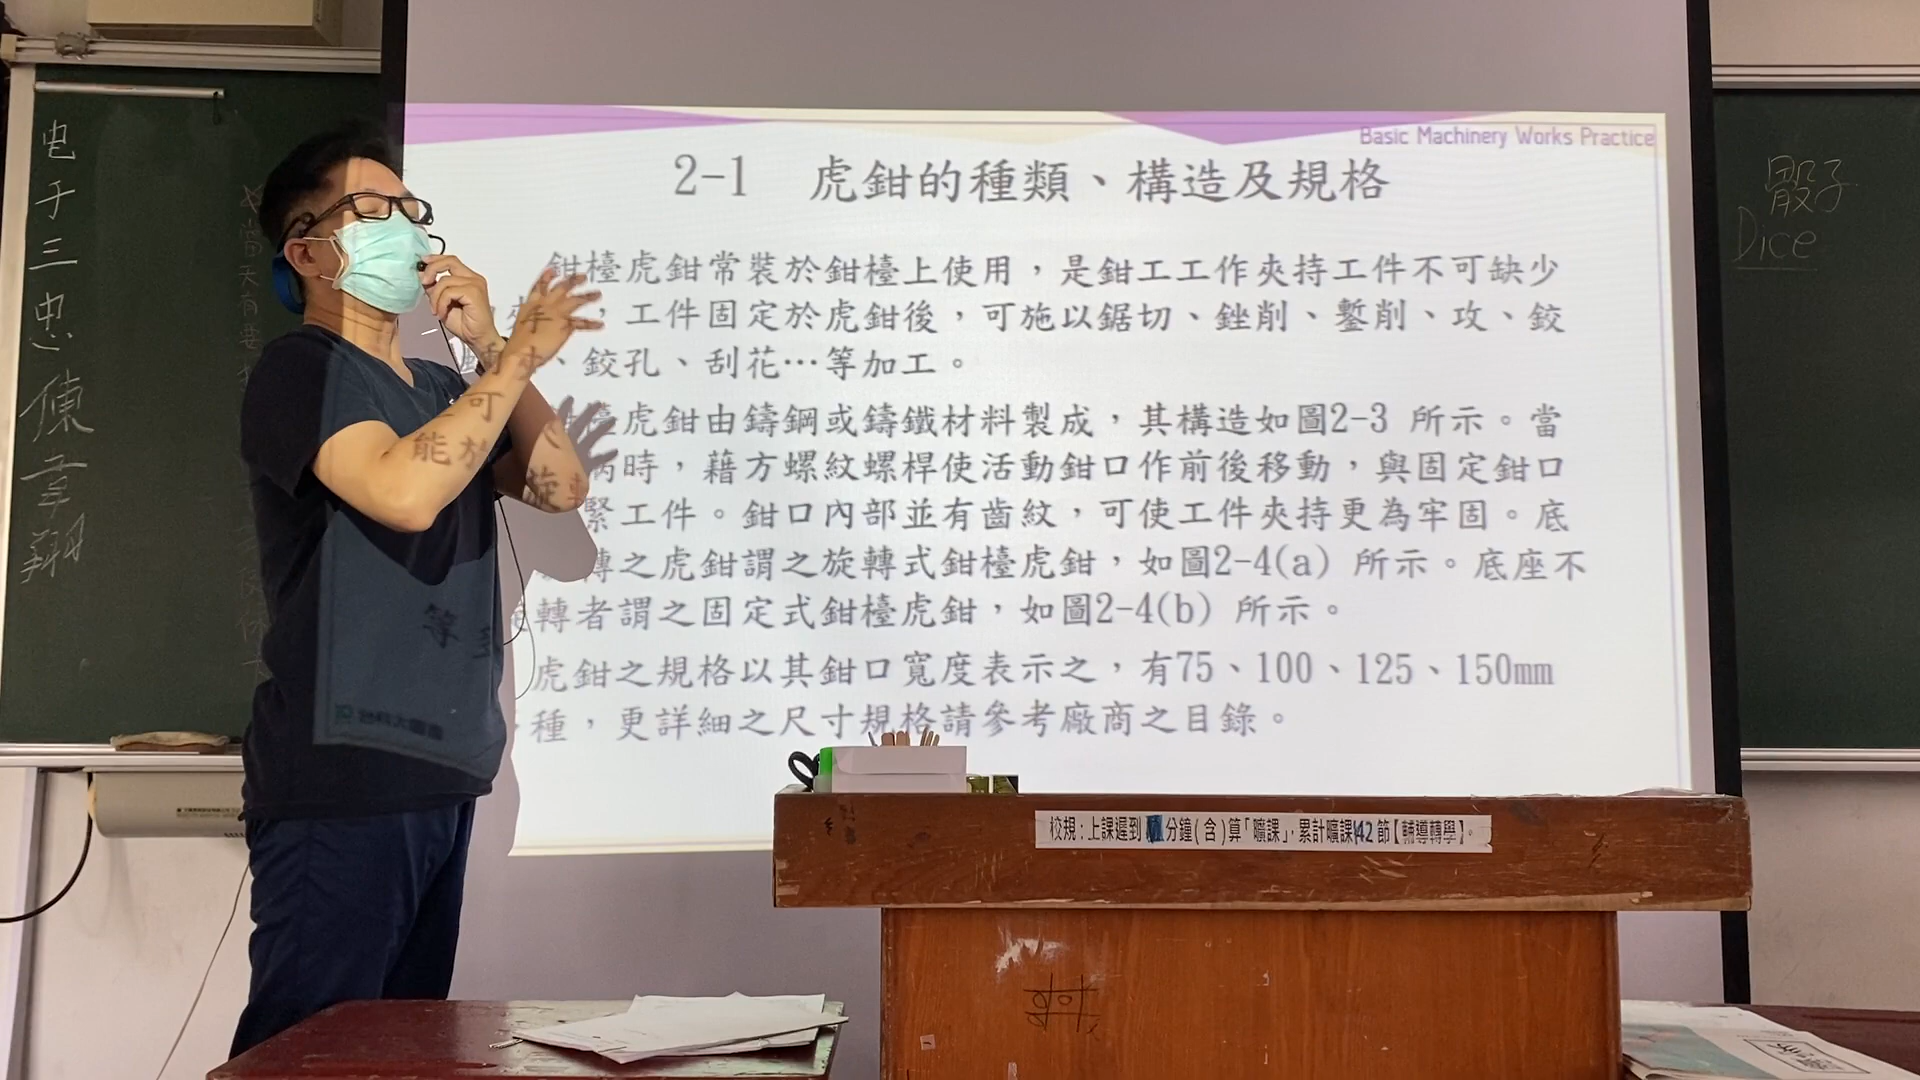 电
子
三
忠
陳
韋
翔
Basic Machinery Works Practice
2-1 虎鉗的種類、構造及規格
鉗檯虎鉗常裝於鉗檯上使用，是鉗工工作夾持工件不可缺少
夾持，工件固定於虎鉗後，可施以鋸切、銼削、鏨削、攻、鉸
、鉸孔、刮花…等加工。
檯虎鉗由鑄鋼或鑄鐵材料製成，其構造如圖2-3 所示。當
時，藉方螺紋螺桿使活動鉗口作前後移動，與固定鉗口
緊工件。鉗口內部並有齒紋，可使工件夾持更為牢固。底
轉之虎鉗謂之旋轉式鉗檯虎鉗，如圖2-4(a) 所示。底座不
轉者謂之固定式鉗檯虎鉗，如圖2-4(b) 所示。
虎鉗之規格以其鉗口寬度表示之，有75、100、125、150mm
種，更詳細之尺寸規格請參考廠商之目錄。
骰子
Dice
校規：上課遲到 分鐘(含)算「曠課」，累計曠課42節【輔導轉學】。